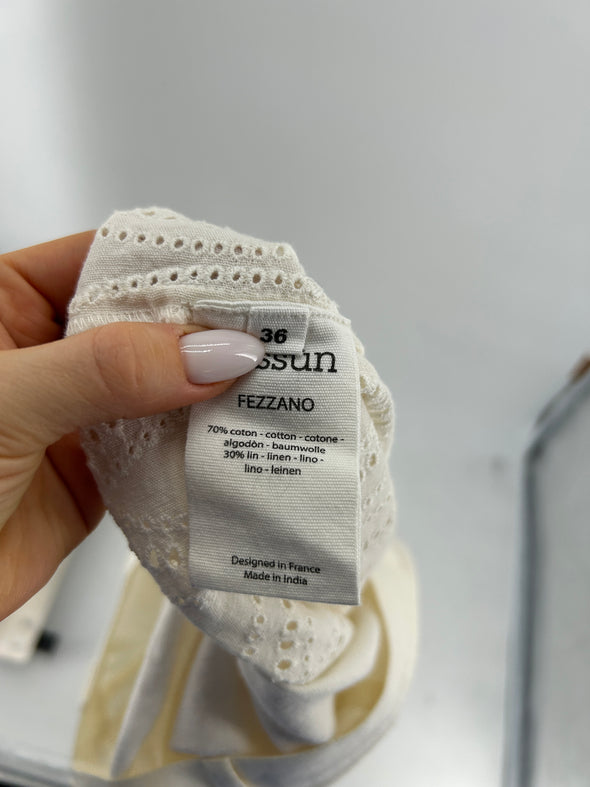 36
FEZZANO
70% coton - cotton - cotone -
algodòn - baumwolle
30% lin - linen - lino -
lino - leinen
Designed in France
Made in India